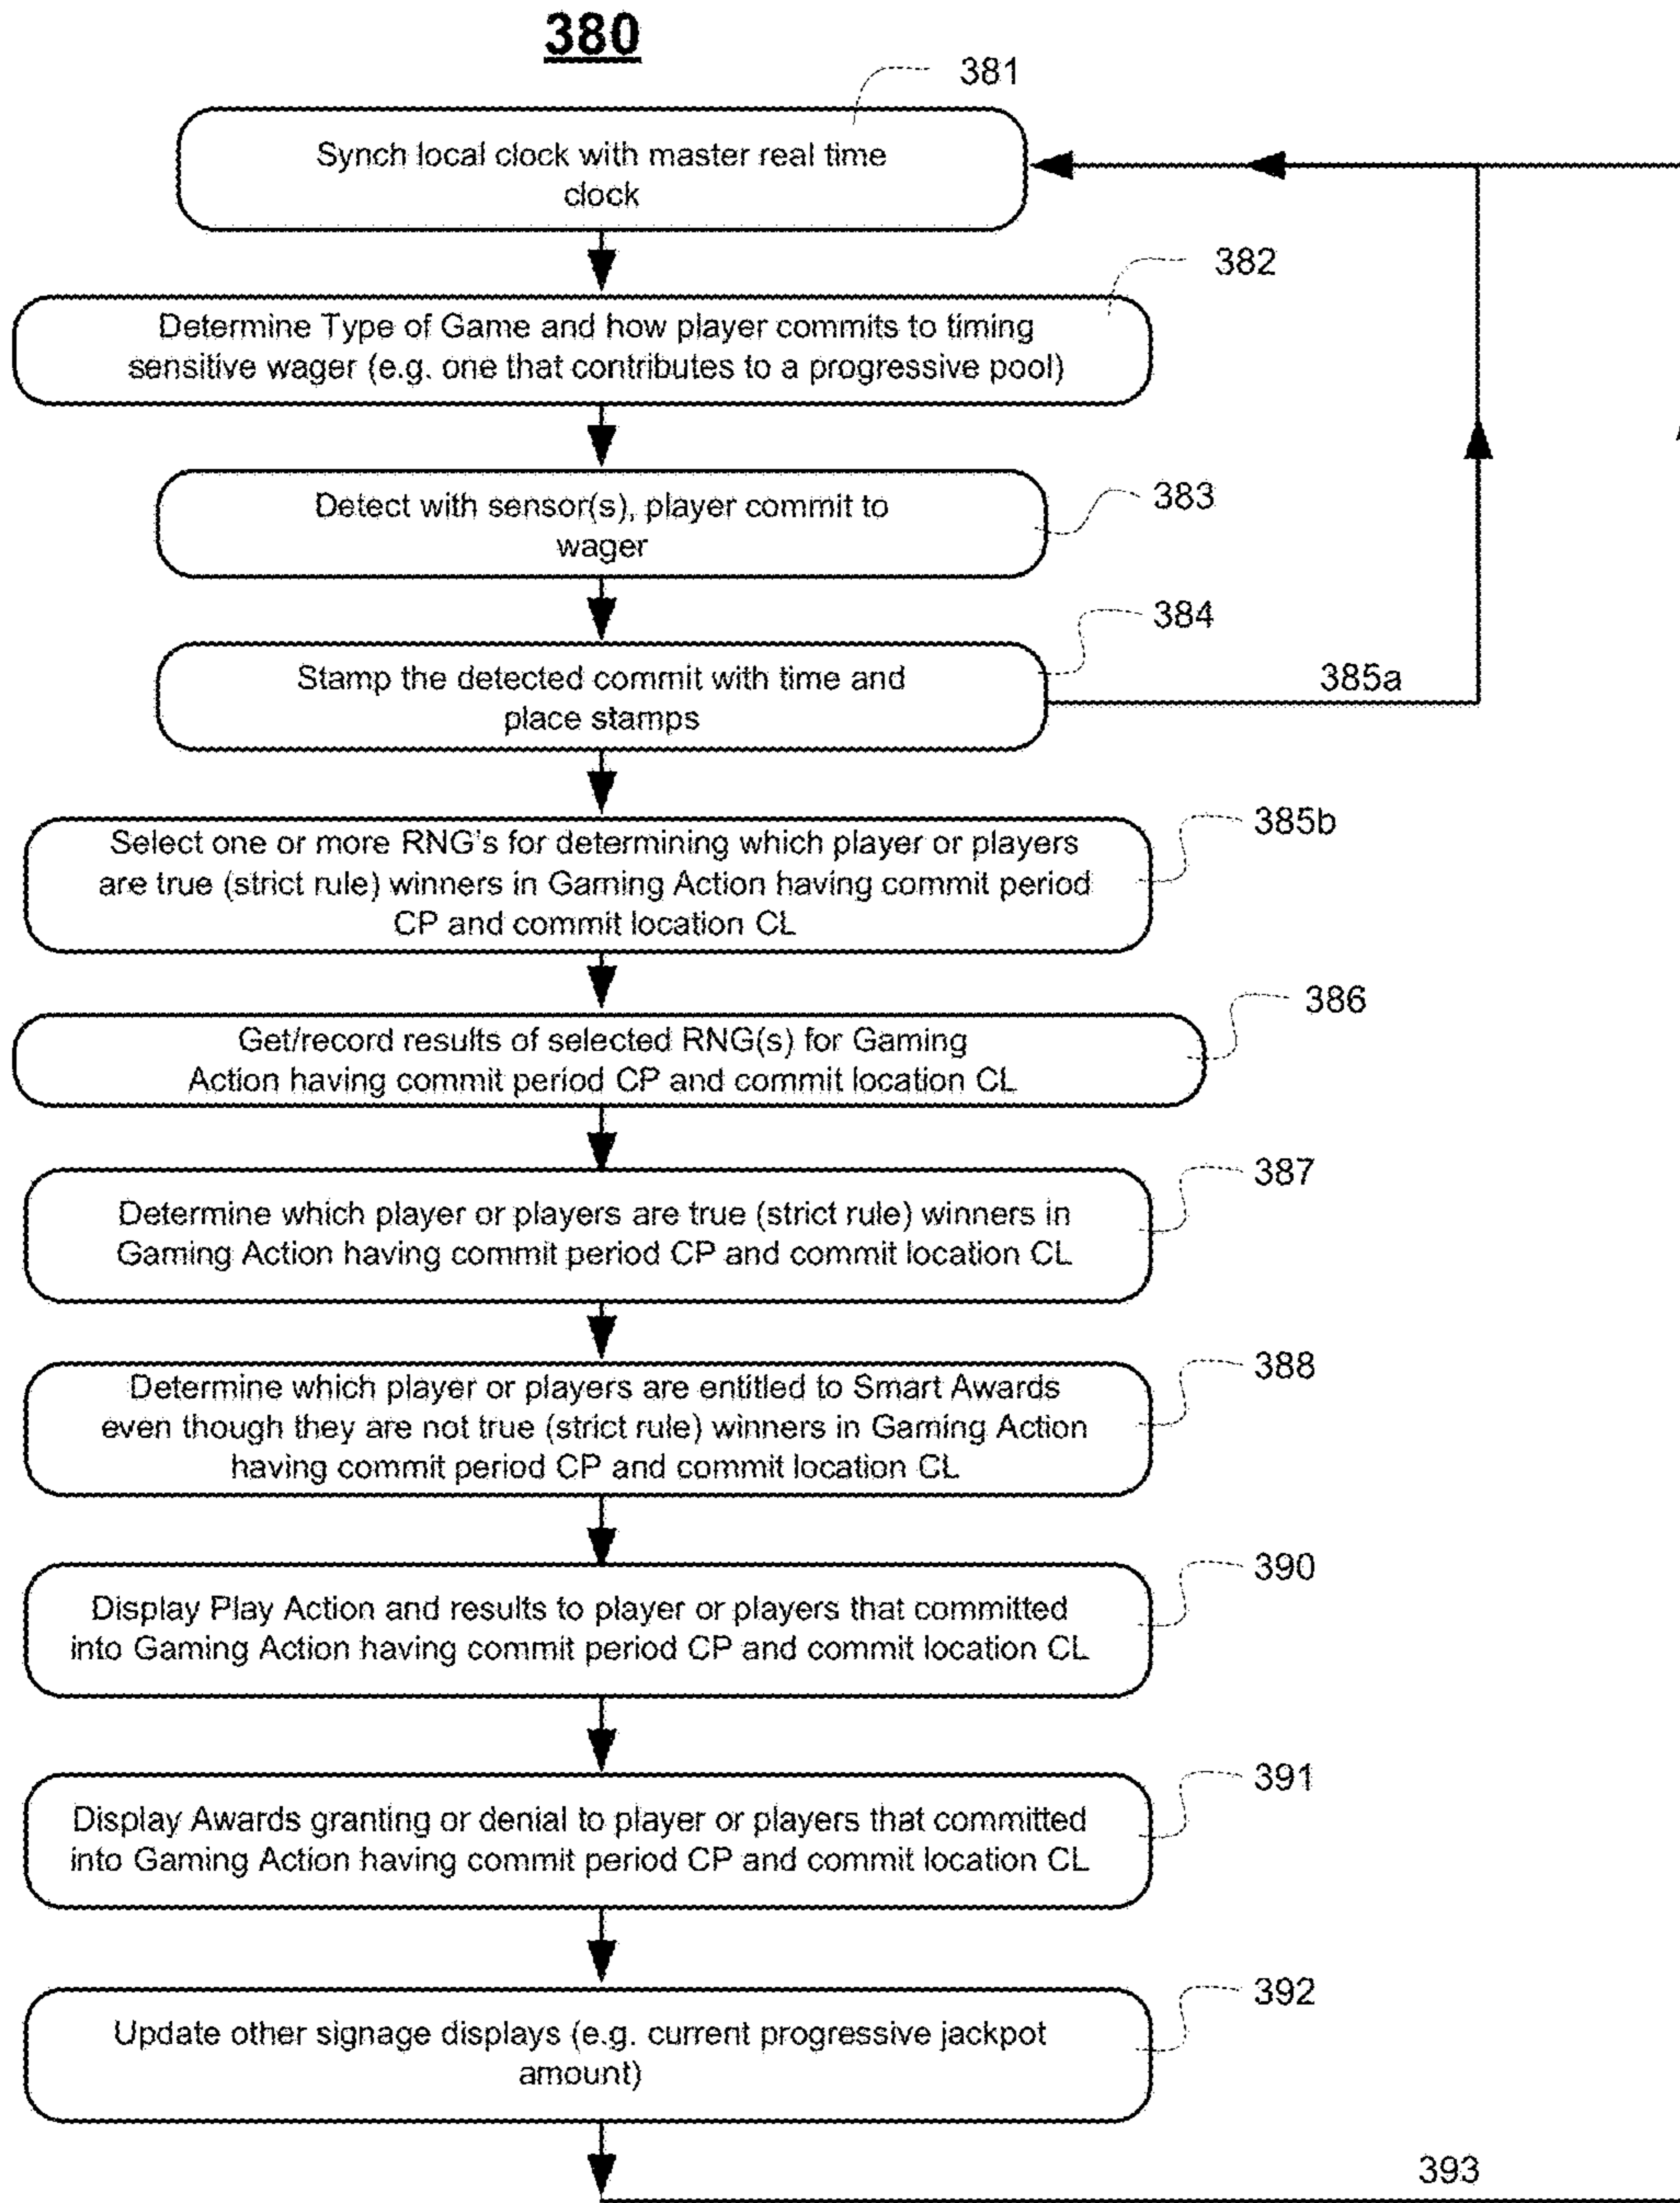 380
381
Synch local clock with master real time
clock
382
Determine Type of Game and how player commits to timing
sensitive wager (e.g. one that contributes to a progressive pool)
383
Detect with sensor(s), player commit to
wager
384
Stamp the detected commit with time and
place stamps
385a
385b
Select one or more RNG's for determining which player or players
are true (strict rule) winners in Gaming Action having commit period
CP and commit location CL
386
Get/record results of selected RNG(s) for Gaming
Action having commit period CP and commit location CL
387
Determine which player or players are true (strict rule) winners in
Gaming Action having commit period CP and commit location CL
388
Determine which player or players are entitled to Smart Awards
even though they are not true (strict rule) winners in Gaming Action
having commit period CP and commit location CL
390
Display Play Action and results to player or players that committed
into Gaming Action having commit period CP and commit location CL
391
Display Awards granting or denial to player or players that committed
into Gaming Action having commit period CP and commit location CL
392
Update other signage displays (e.g. current progressive jackpot
amount)
393